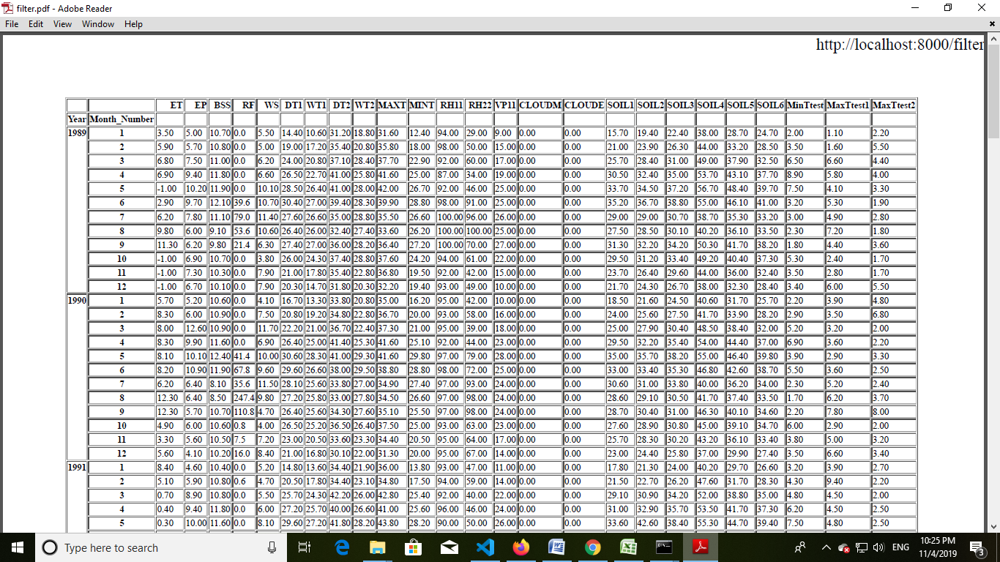 filter.pdf - Adobe Reader
File Edit View Window Help
http://localhost:8000/filter
ET EP BSS RF WS DT1 WT1 DT2 WT2 MAXT MINT RH11 RH22 VP11 CLOUDM CLOUDE SOIL1 SOIL2 SOIL3 SOIL4 SOIL5 SOIL6 MinTtest MaxTtest1 MaxTtest2
Year Month_Number
1989 1 3.50 5.00 10.70 0.0 5.50 14.40 10.60 31.20 18.80 31.60 12.40 94.00 29.00 9.00 0.00 0.00 15.70 19.40 22.40 38.00 28.70 24.70 2.00 1.10 2.20
2 5.90 5.70 10.80 0.0 5.00 19.00 17.20 35.40 20.80 35.80 18.00 98.00 50.00 15.00 0.00 0.00 21.00 23.90 26.30 44.00 33.20 28.50 3.50 1.60 5.50
3 6.80 7.50 11.00 0.0 6.20 24.00 20.80 37.10 28.40 37.70 22.90 92.00 60.00 17.00 0.00 0.00 25.70 28.40 31.00 49.00 37.90 32.50 6.50 6.60 4.40
4 6.90 9.40 11.80 0.0 6.60 26.50 22.70 41.00 25.80 41.60 25.00 87.00 34.00 19.00 0.00 0.00 30.50 32.40 35.00 53.70 43.10 37.70 8.90 5.80 4.00
5 -1.00 10.20 11.90 0.0 10.10 28.50 26.40 41.00 28.00 42.00 26.70 92.00 46.00 25.00 0.00 0.00 33.70 34.50 37.20 56.70 48.40 39.70 7.50 4.10 3.30
6 2.90 9.70 12.10 39.6 10.70 30.40 27.00 39.40 28.30 39.90 28.80 98.00 91.00 25.00 0.00 0.00 35.20 36.70 38.80 55.00 46.10 41.00 3.20 5.30 1.90
7 6.20 7.80 11.10 79.0 11.40 27.60 26.60 35.00 28.80 35.50 26.60 100.00 96.00 26.00 0.00 0.00 29.00 29.00 30.70 38.70 35.30 33.20 3.00 4.90 2.80
8 9.80 6.00 9.10 53.6 10.60 26.40 26.00 32.40 27.40 33.60 26.20 100.00 100.00 25.00 0.00 0.00 27.50 28.50 30.10 40.20 36.10 33.50 2.30 7.20 1.80
9 11.30 6.20 9.80 21.4 6.30 27.40 27.00 36.00 28.20 36.40 27.20 100.00 70.00 27.00 0.00 0.00 31.30 32.20 34.20 50.30 41.70 38.20 1.80 4.40 3.60
10 -1.00 6.90 10.70 0.0 3.80 26.00 24.30 37.40 28.80 37.60 24.20 94.00 61.00 22.00 0.00 0.00 29.50 31.20 33.40 49.20 40.40 37.30 5.30 2.40 1.70
11 -1.00 7.30 10.30 0.0 7.90 21.00 17.80 35.40 22.80 36.80 19.50 92.00 42.00 15.00 0.00 0.00 23.70 26.40 29.60 44.00 36.00 32.40 3.50 2.80 1.70
12 -1.00 6.70 10.10 0.0 7.90 20.30 14.70 31.80 20.30 32.20 19.40 93.00 49.00 10.00 0.00 0.00 21.70 24.30 26.70 38.00 32.30 28.40 3.40 6.00 5.50
1990 1 5.70 5.20 10.60 0.0 4.10 16.70 13.30 33.80 20.80 35.00 16.20 95.00 42.00 10.00 0.00 0.00 18.50 21.60 24.50 40.60 31.70 25.70 2.20 3.90 4.80
2 8.30 6.00 10.90 0.0 7.50 20.80 19.20 34.80 22.80 36.70 20.00 93.00 58.00 16.00 0.00 0.00 24.00 25.60 27.50 41.70 33.90 28.20 2.90 3.50 6.80
3 8.00 12.60 10.90 0.0 11.70 22.20 21.00 36.70 22.40 37.30 21.00 95.00 39.00 18.00 0.00 0.00 25.00 27.90 30.40 48.50 38.40 32.00 5.20 3.20 2.00
4 8.30 9.90 11.60 0.0 6.90 26.40 25.00 41.40 25.30 41.60 25.10 92.00 44.00 23.00 0.00 0.00 29.50 32.20 35.40 54.00 44.40 37.00 6.90 3.60 2.20
5 8.10 10.10 12.40 41.4 10.00 30.60 28.30 41.00 29.30 41.60 29.80 97.00 79.00 28.00 0.00 0.00 35.00 35.70 38.20 55.00 46.40 39.80 3.90 2.90 3.30
6 8.20 10.90 11.90 67.8 9.60 29.60 26.60 38.00 29.50 38.80 28.80 98.00 72.00 25.00 0.00 0.00 33.00 33.40 35.30 46.80 42.60 38.70 5.50 3.60 2.50
7 6.20 6.40 8.10 35.6 11.50 28.10 25.60 33.80 27.00 34.90 27.40 97.00 93.00 24.00 0.00 0.00 30.60 31.00 33.80 40.00 36.20 34.00 2.30 5.20 2.40
8 12.30 6.40 8.50 247.4 9.80 27.20 25.80 33.00 27.80 34.50 26.60 97.00 98.00 24.00 0.00 0.00 28.60 29.10 30.50 41.70 37.40 33.50 1.70 6.20 3.70
9 12.30 5.70 10.70 110.8 4.70 26.40 25.60 34.30 27.60 35.10 25.50 97.00 98.00 24.00 0.00 0.00 28.70 30.40 31.00 46.30 40.10 34.60 2.20 7.80 8.00
10 4.90 6.00 10.60 0.8 4.00 26.50 25.20 36.50 26.40 37.50 25.00 93.00 63.00 23.00 0.00 0.00 27.60 28.90 30.80 45.00 39.10 34.70 6.00 2.90 2.00
11 3.30 5.60 10.50 7.5 7.20 23.00 20.50 33.60 23.30 34.40 20.50 95.00 64.00 17.00 0.00 0.00 25.70 28.30 30.20 43.20 36.10 33.40 3.80 5.00 3.20
12 5.60 4.10 10.20 16.0 8.40 21.00 16.80 30.10 22.00 31.30 20.00 95.00 67.00 14.00 0.00 0.00 23.00 24.40 25.80 37.00 29.90 27.40 3.50 6.60 3.40
1991 1 8.40 4.60 10.40 0.0 5.20 14.80 13.60 34.40 21.90 36.00 13.80 93.00 47.00 11.00 0.00 0.00 17.80 21.30 24.00 40.20 29.70 26.60 3.20 3.90 2.70
2 5.10 5.90 10.80 0.6 4.70 20.50 17.80 34.40 23.10 34.80 17.50 94.00 59.00 14.00 0.00 0.00 21.50 22.70 26.20 47.60 31.70 28.30 4.30 9.40 2.20
3 0.70 8.90 10.80 0.0 5.50 25.70 24.30 42.20 26.00 42.80 25.40 92.00 40.00 22.00 0.00 0.00 29.10 30.90 34.20 52.00 38.80 35.00 4.80 4.50 2.00
4 0.40 9.40 11.80 0.0 6.00 27.20 25.70 40.00 26.60 41.00 25.60 96.00 46.00 24.00 0.00 0.00 31.00 32.90 35.70 53.50 41.70 37.30 6.20 4.50 2.50
5 0.30 10.00 11.60 0.0 8.10 29.60 27.20 41.80 28.20 43.80 28.20 90.00 50.00 26.00 0.00 0.00 33.60 42.60 38.40 55.30 44.70 39.40 7.50 4.80 2.50
Type here to search
ENG
10:25 PM
11/4/2019
3